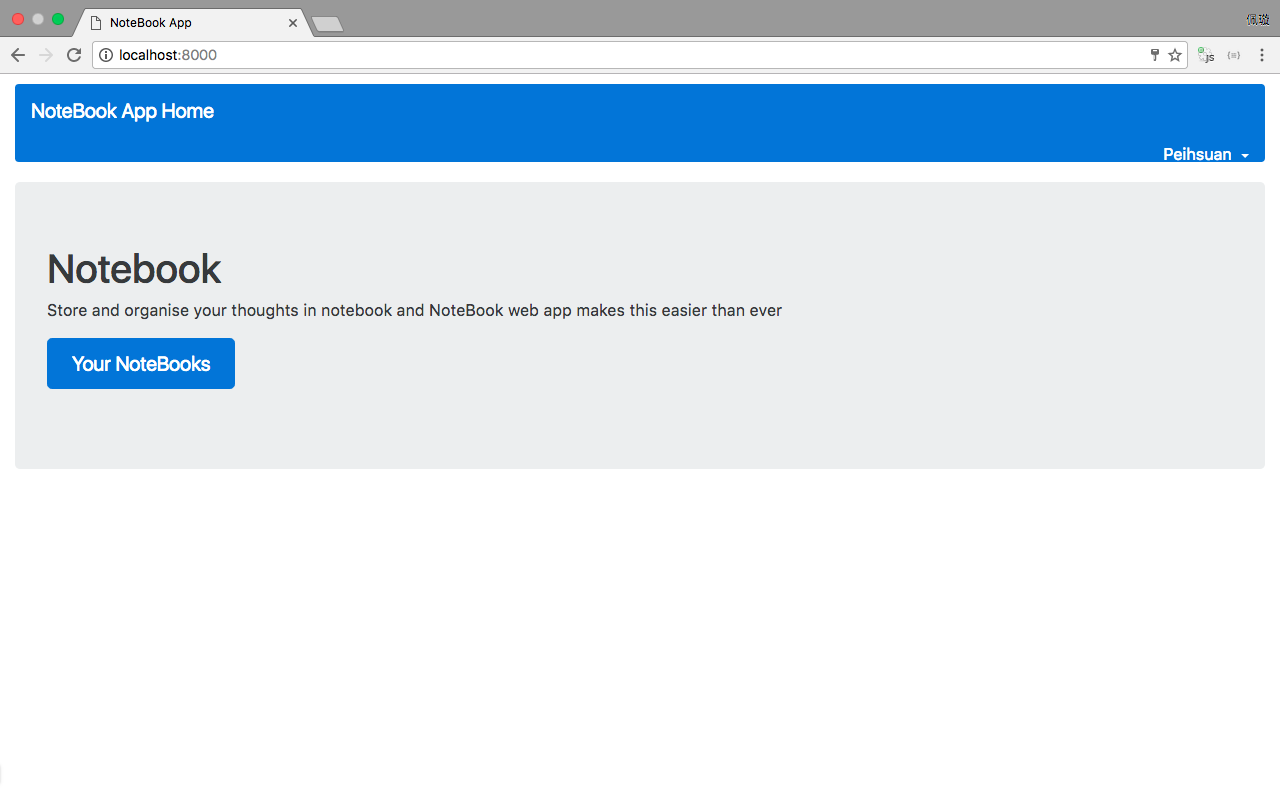 NoteBook App
佩璇
localhost:8000
JS
NoteBook App Home
Peihsuan
Notebook
Store and organise your thoughts in notebook and NoteBook web app makes this easier than ever
Your NoteBooks